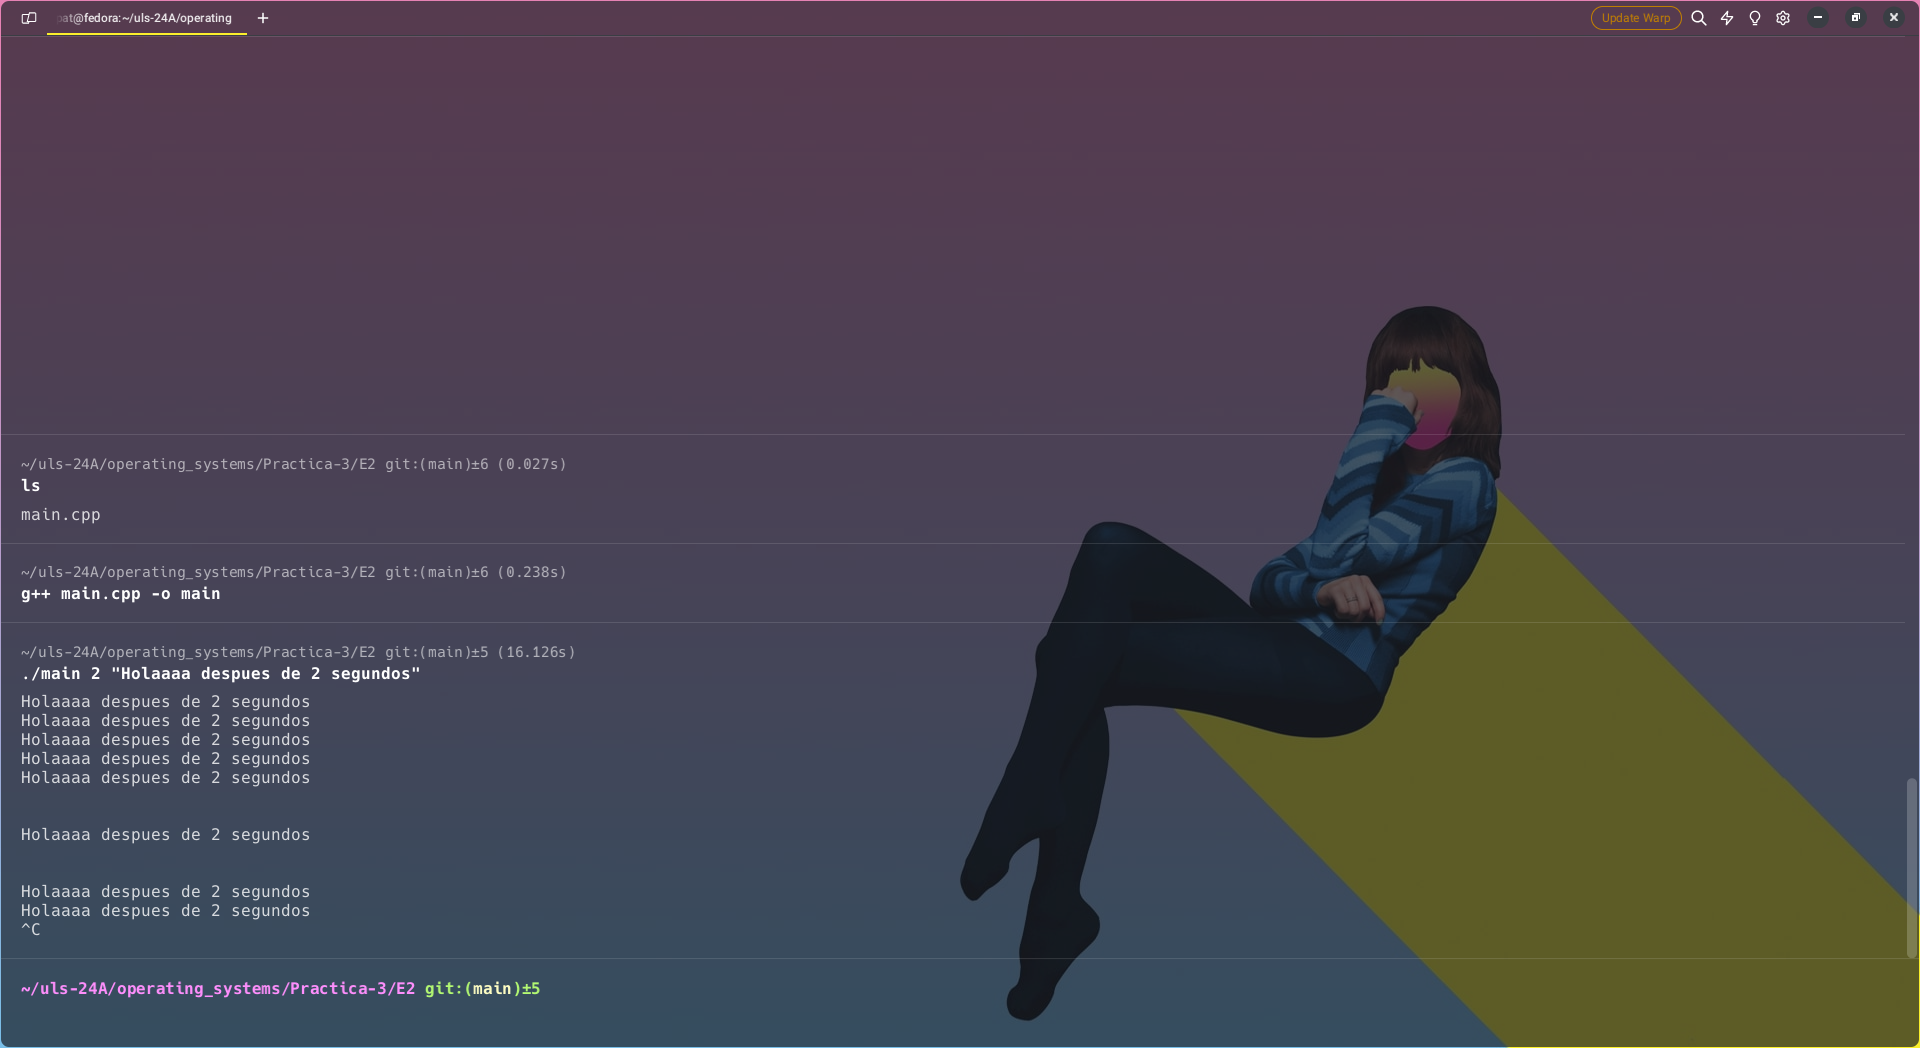 at@fedora:~/uls-24A/operating
Update Warp
~/uls-24A/operating_systems/Practica-3/E2 git:(main)±6 (0.027s)
ls
main.cpp
~/uls-24A/operating_systems/Practica-3/E2 git:(main)±6 (0.238s)
g++ main.cpp -o main
~/uls-24A/operating_systems/Practica-3/E2 git:(main)±5 (16.126s)
./main 2 "Holaaaa despues de 2 segundos"
Holaaaa despues de 2 segundos
Holaaaa despues de 2 segundos
Holaaaa despues de 2 segundos
Holaaaa despues de 2 segundos
Holaaaa despues de 2 segundos
Holaaaa despues de 2 segundos
Holaaaa despues de 2 segundos
Holaaaa despues de 2 segundos
^C
~/uls-24A/operating_systems/Practica-3/E2 git:(main)±5